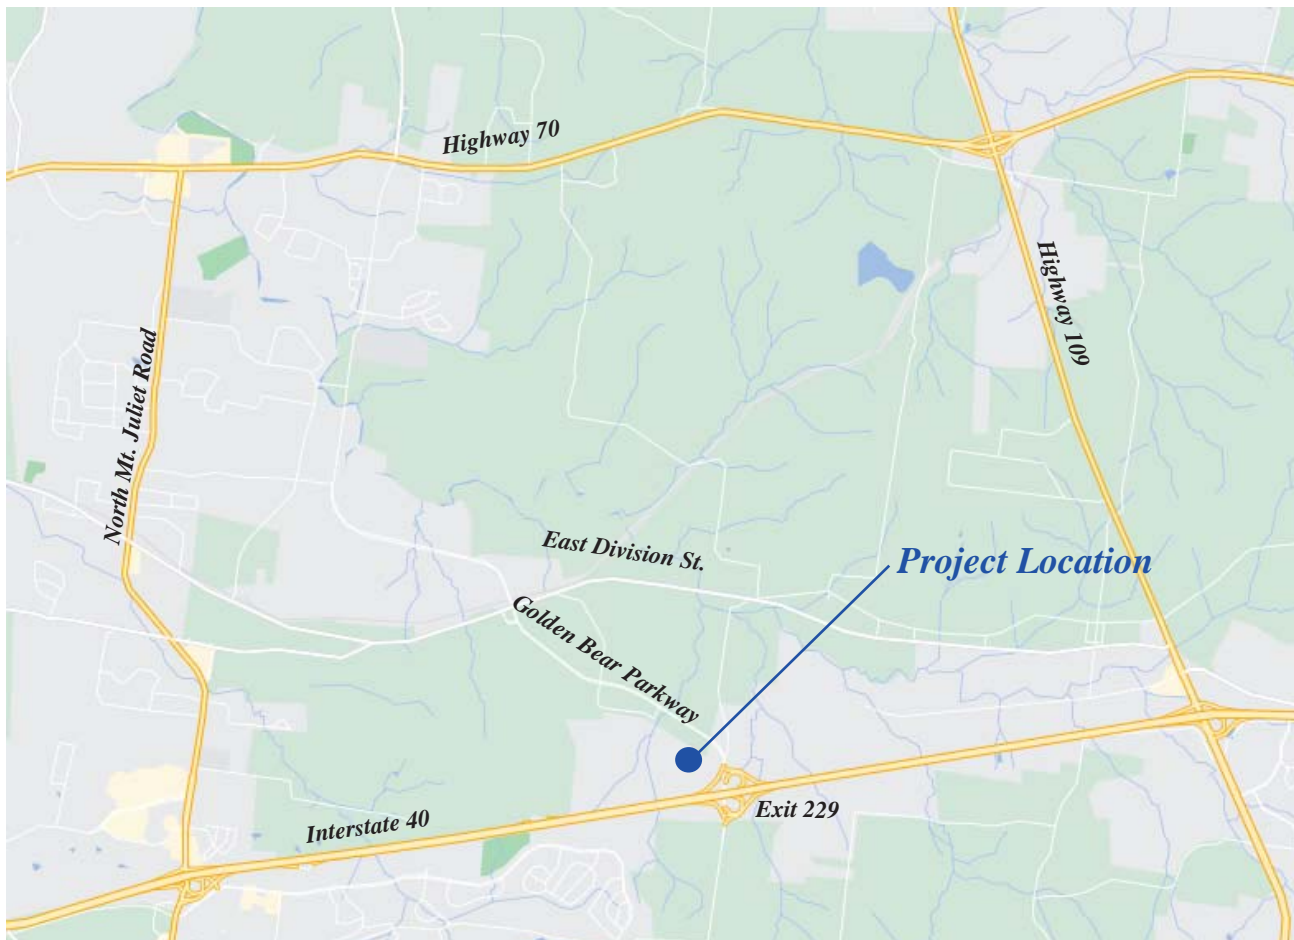 Highway 70
Highway 109
North Mt. Juliet Road
East Division St.
Project Location
Golden Bear Parkway
Exit 229
Interstate 40